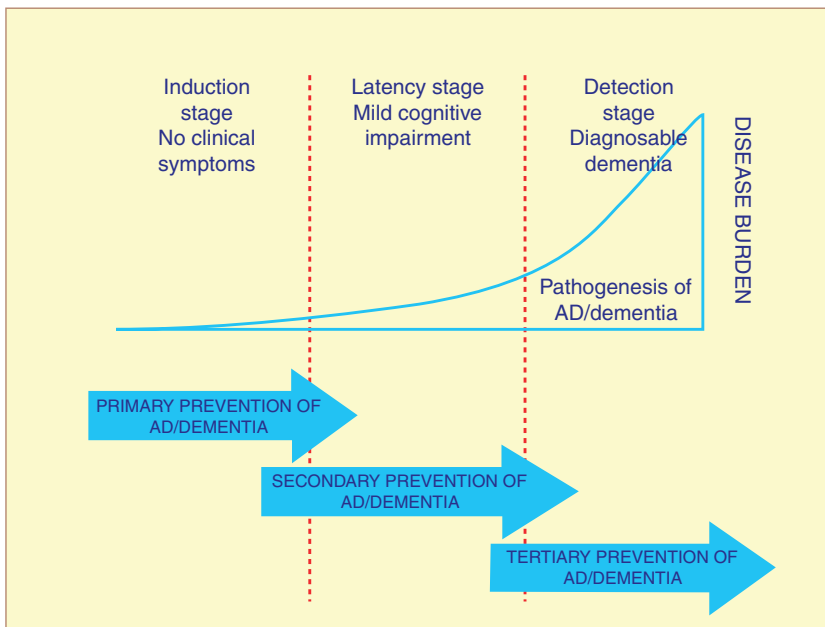 Induction
stage
No clinical
symptoms
Latency stage
Mild cognitive
impairment
Detection
stage
Diagnosable
dementia
DISEASE BURDEN
Pathogenesis of
AD/dementia
PRIMARY PREVENTION OF
AD/DEMENTIA
SECONDARY PREVENTION OF
AD/DEMENTIA
TERTIARY PREVENTION OF
AD/DEMENTIA